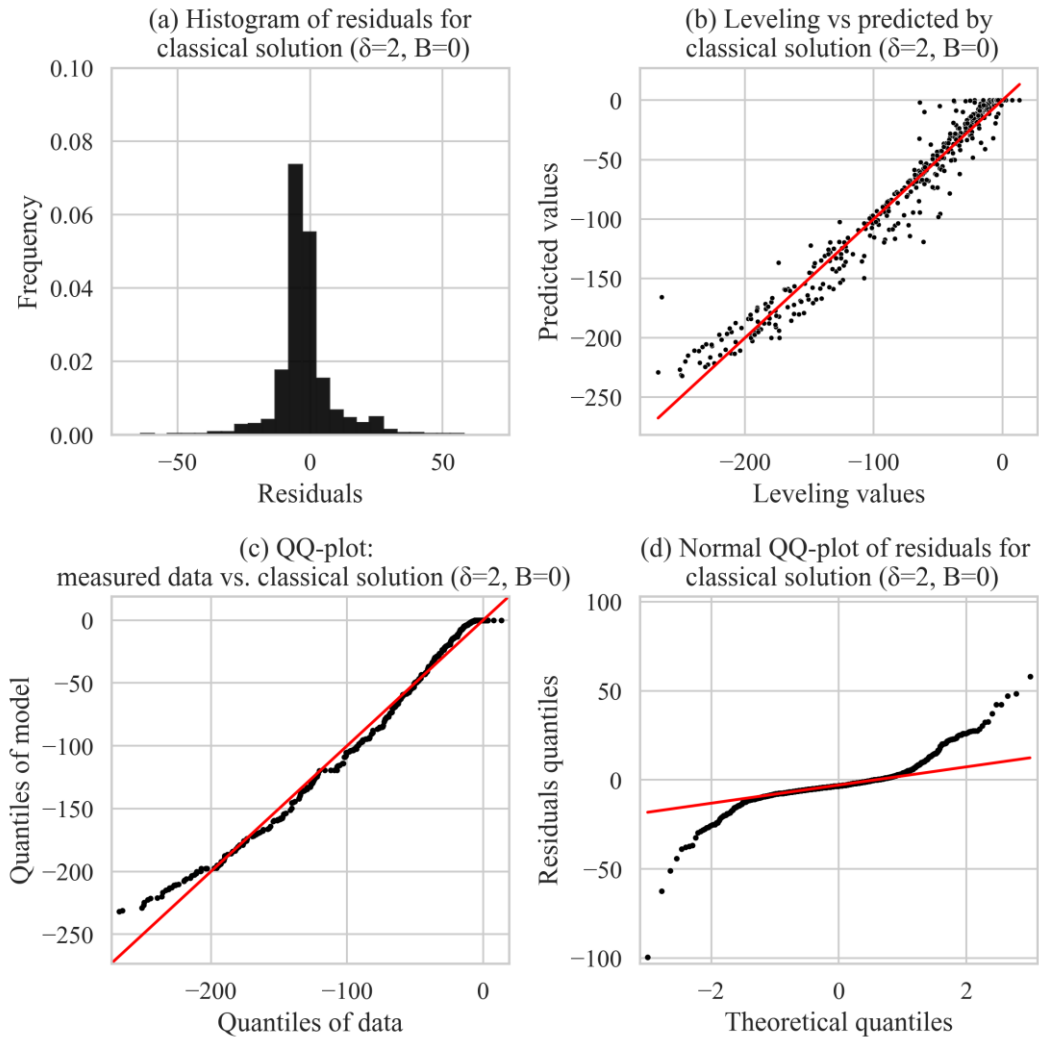 (a) Histogram of residuals for
classical solution (δ=2, B=0)
0.10
0.08
0.06
0.04
0.02
0.00
Frequency
−50
0
50
Residuals
(b) Leveling vs predicted by
classical solution (δ=2, B=0)
0
−50
−100
−150
−200
−250
Predicted values
−200
−100
0
Leveling values
(c) QQ-plot:
measured data vs. classical solution (δ=2, B=0)
0
−50
−100
−150
−200
−250
Quantiles of model
−200
−100
0
Quantiles of data
(d) Normal QQ-plot of residuals for
classical solution (δ=2, B=0)
100
50
0
−50
−100
Residuals quantiles
−2
0
2
Theoretical quantiles